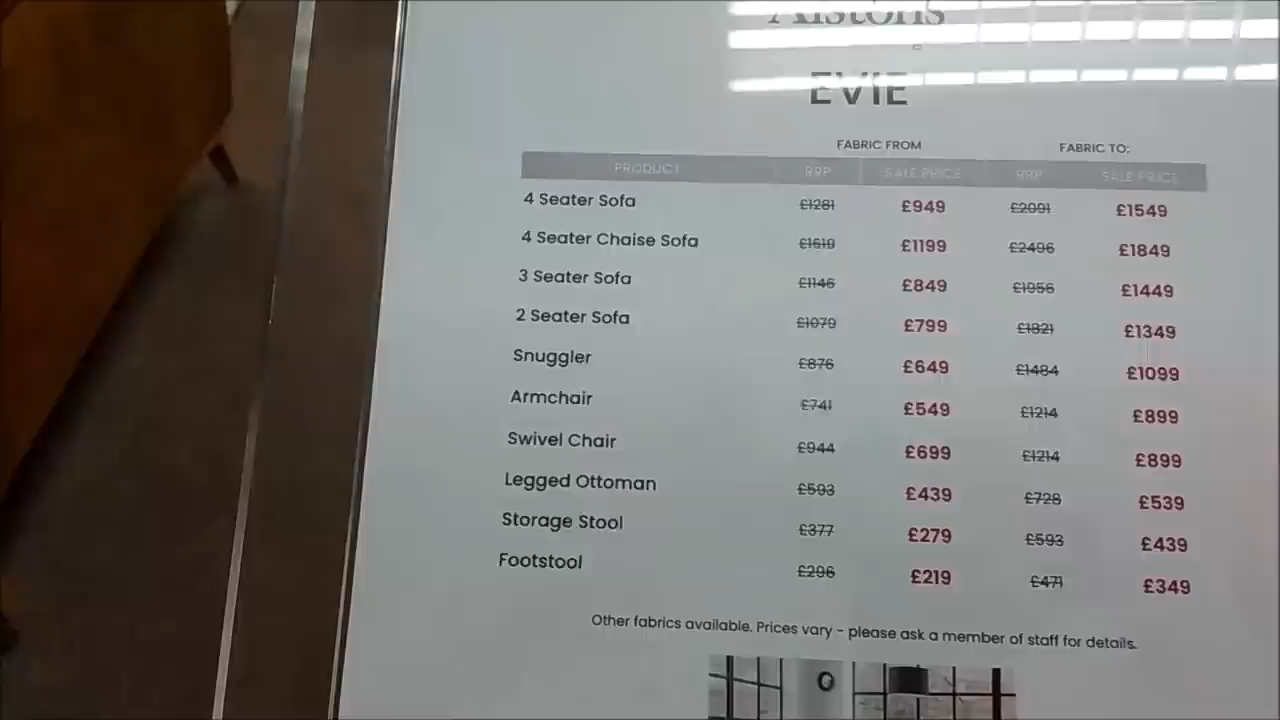 Alstons
EVIE
FABRIC FROM FABRIC TO:
PRODUCT RRP SALE PRICE RRP SALE PRICE
4 Seater Sofa £1281 £949 £2091 £1549
4 Seater Chaise Sofa £1619 £1199 £2496 £1849
3 Seater Sofa £1146 £849 £1956 £1449
2 Seater Sofa £1079 £799 £1821 £1349
Snuggler £876 £649 £1484 £1099
Armchair £741 £549 £1214 £899
Swivel Chair £944 £699 £1214 £899
Legged Ottoman £593 £439 £728 £539
Storage Stool £377 £279 £593 £439
Footstool £296 £219 £471 £349
Other fabrics available. Prices vary - please ask a member of staff for details.